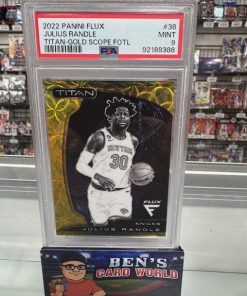 2022 PANINI FLUX #36
JULIUS RANDLE MINT
TITAN-GOLD SCOPE FOTL 9
PSA 92189388
TITAN
NEW YORK
30
FLUX
KNICKS
JULIUS RANDLE
BEN'S
CARD WORLD